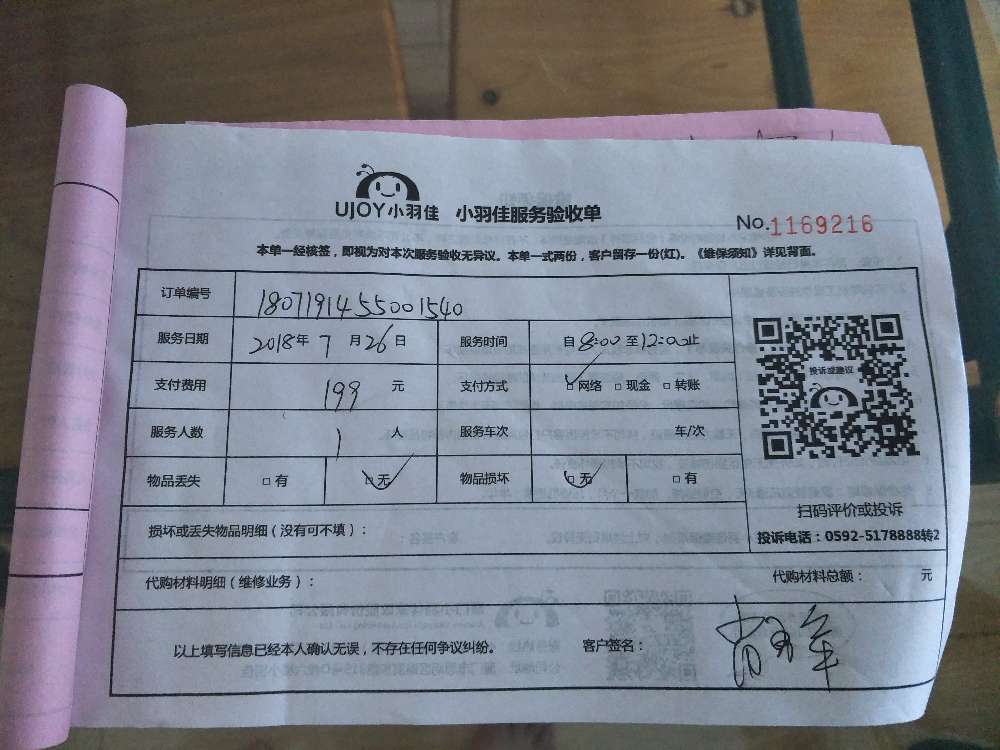 UJOY小羽佳 小羽佳服务验收单
No.1169216
本单一经核签，即视为对本次服务验收无异议。本单一式两份，客户留存一份(红)。《维保须知》详见背面。
订单编号 1807191455001540
服务日期 2018年7月26日 服务时间 自8:00至12:00止
支付费用 199元 支付方式 □网络 □现金 □转账
服务人数 1人 服务车次 车/次
物品丢失 □有 □无 物品损坏 □无 □有
投诉或建议
扫码评价或投诉
投诉电话：0592-5178888转2
损坏或丢失物品明细（没有可不填）：
代购材料明细（维修业务）： 代购材料总额： 元
以上填写信息已经本人确认无误，不存在任何争议纠纷。 客户签名：